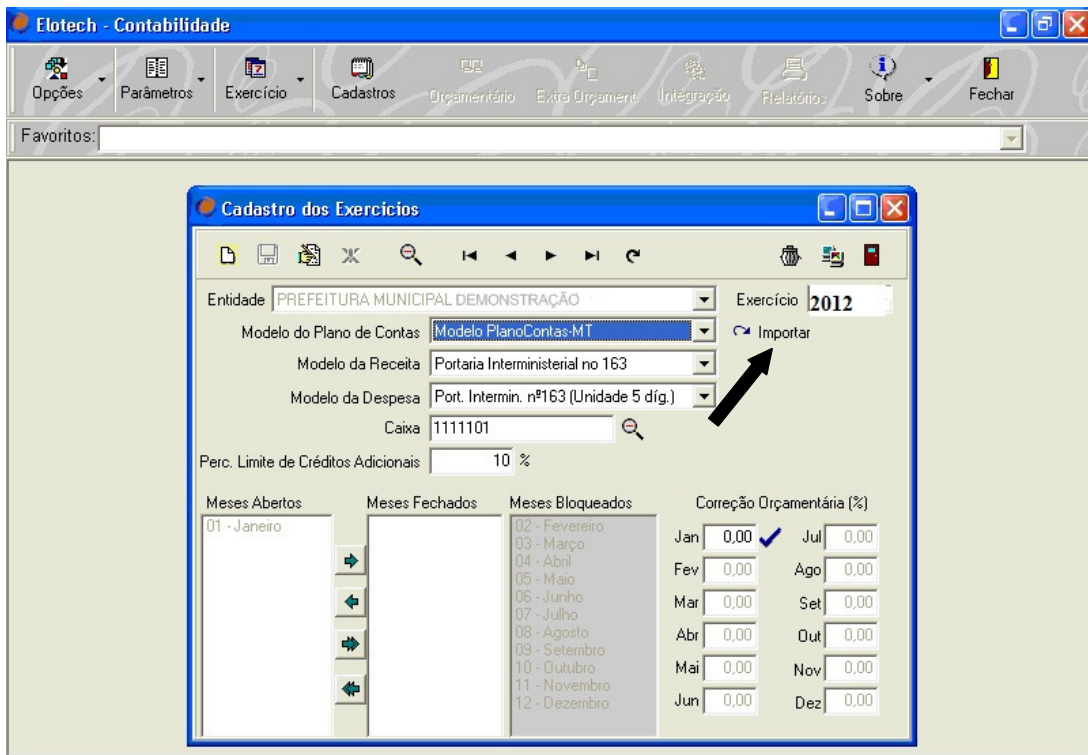 Elotech - Contabilidade
Opções Parâmetros Exercício Cadastros Orçamentário Extra Orçament. Integração Relatórios Sobre Fechar
Favoritos:
Cadastro dos Exercicios
Entidade PREFEITURA MUNICIPAL DEMONSTRAÇÃO Exercício 2012
Modelo do Plano de Contas Modelo PlanoContas-MT Importar
Modelo da Receita Portaria Interministerial no 163
Modelo da Despesa Port. Intermin. nº163 (Unidade 5 díg.)
Caixa 1111101
Perc. Limite de Créditos Adicionais 10 %
Meses Abertos Meses Fechados Meses Bloqueados Correção Orçamentária (%)
01 - Janeiro
02 - Fevereiro
03 - Março
04 - Abril
05 - Maio
06 - Junho
07 - Julho
08 - Agosto
09 - Setembro
10 - Outubro
11 - Novembro
12 - Dezembro
Jan 0,00 Jul 0,00
Fev 0,00 Ago 0,00
Mar 0,00 Set 0,00
Abr 0,00 Out 0,00
Mai 0,00 Nov 0,00
Jun 0,00 Dez 0,00